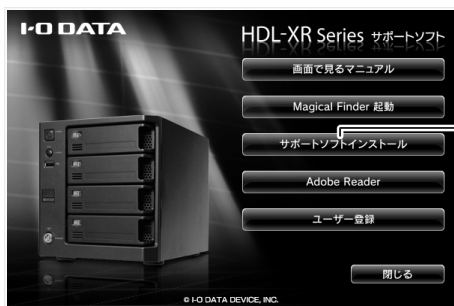 I-O DATA
HDL-XR Series サポートソフト
画面で見るマニュアル
Magical Finder 起動
サポートソフトインストール
Adobe Reader
ユーザー登録
閉じる
© I-O DATA DEVICE, INC.